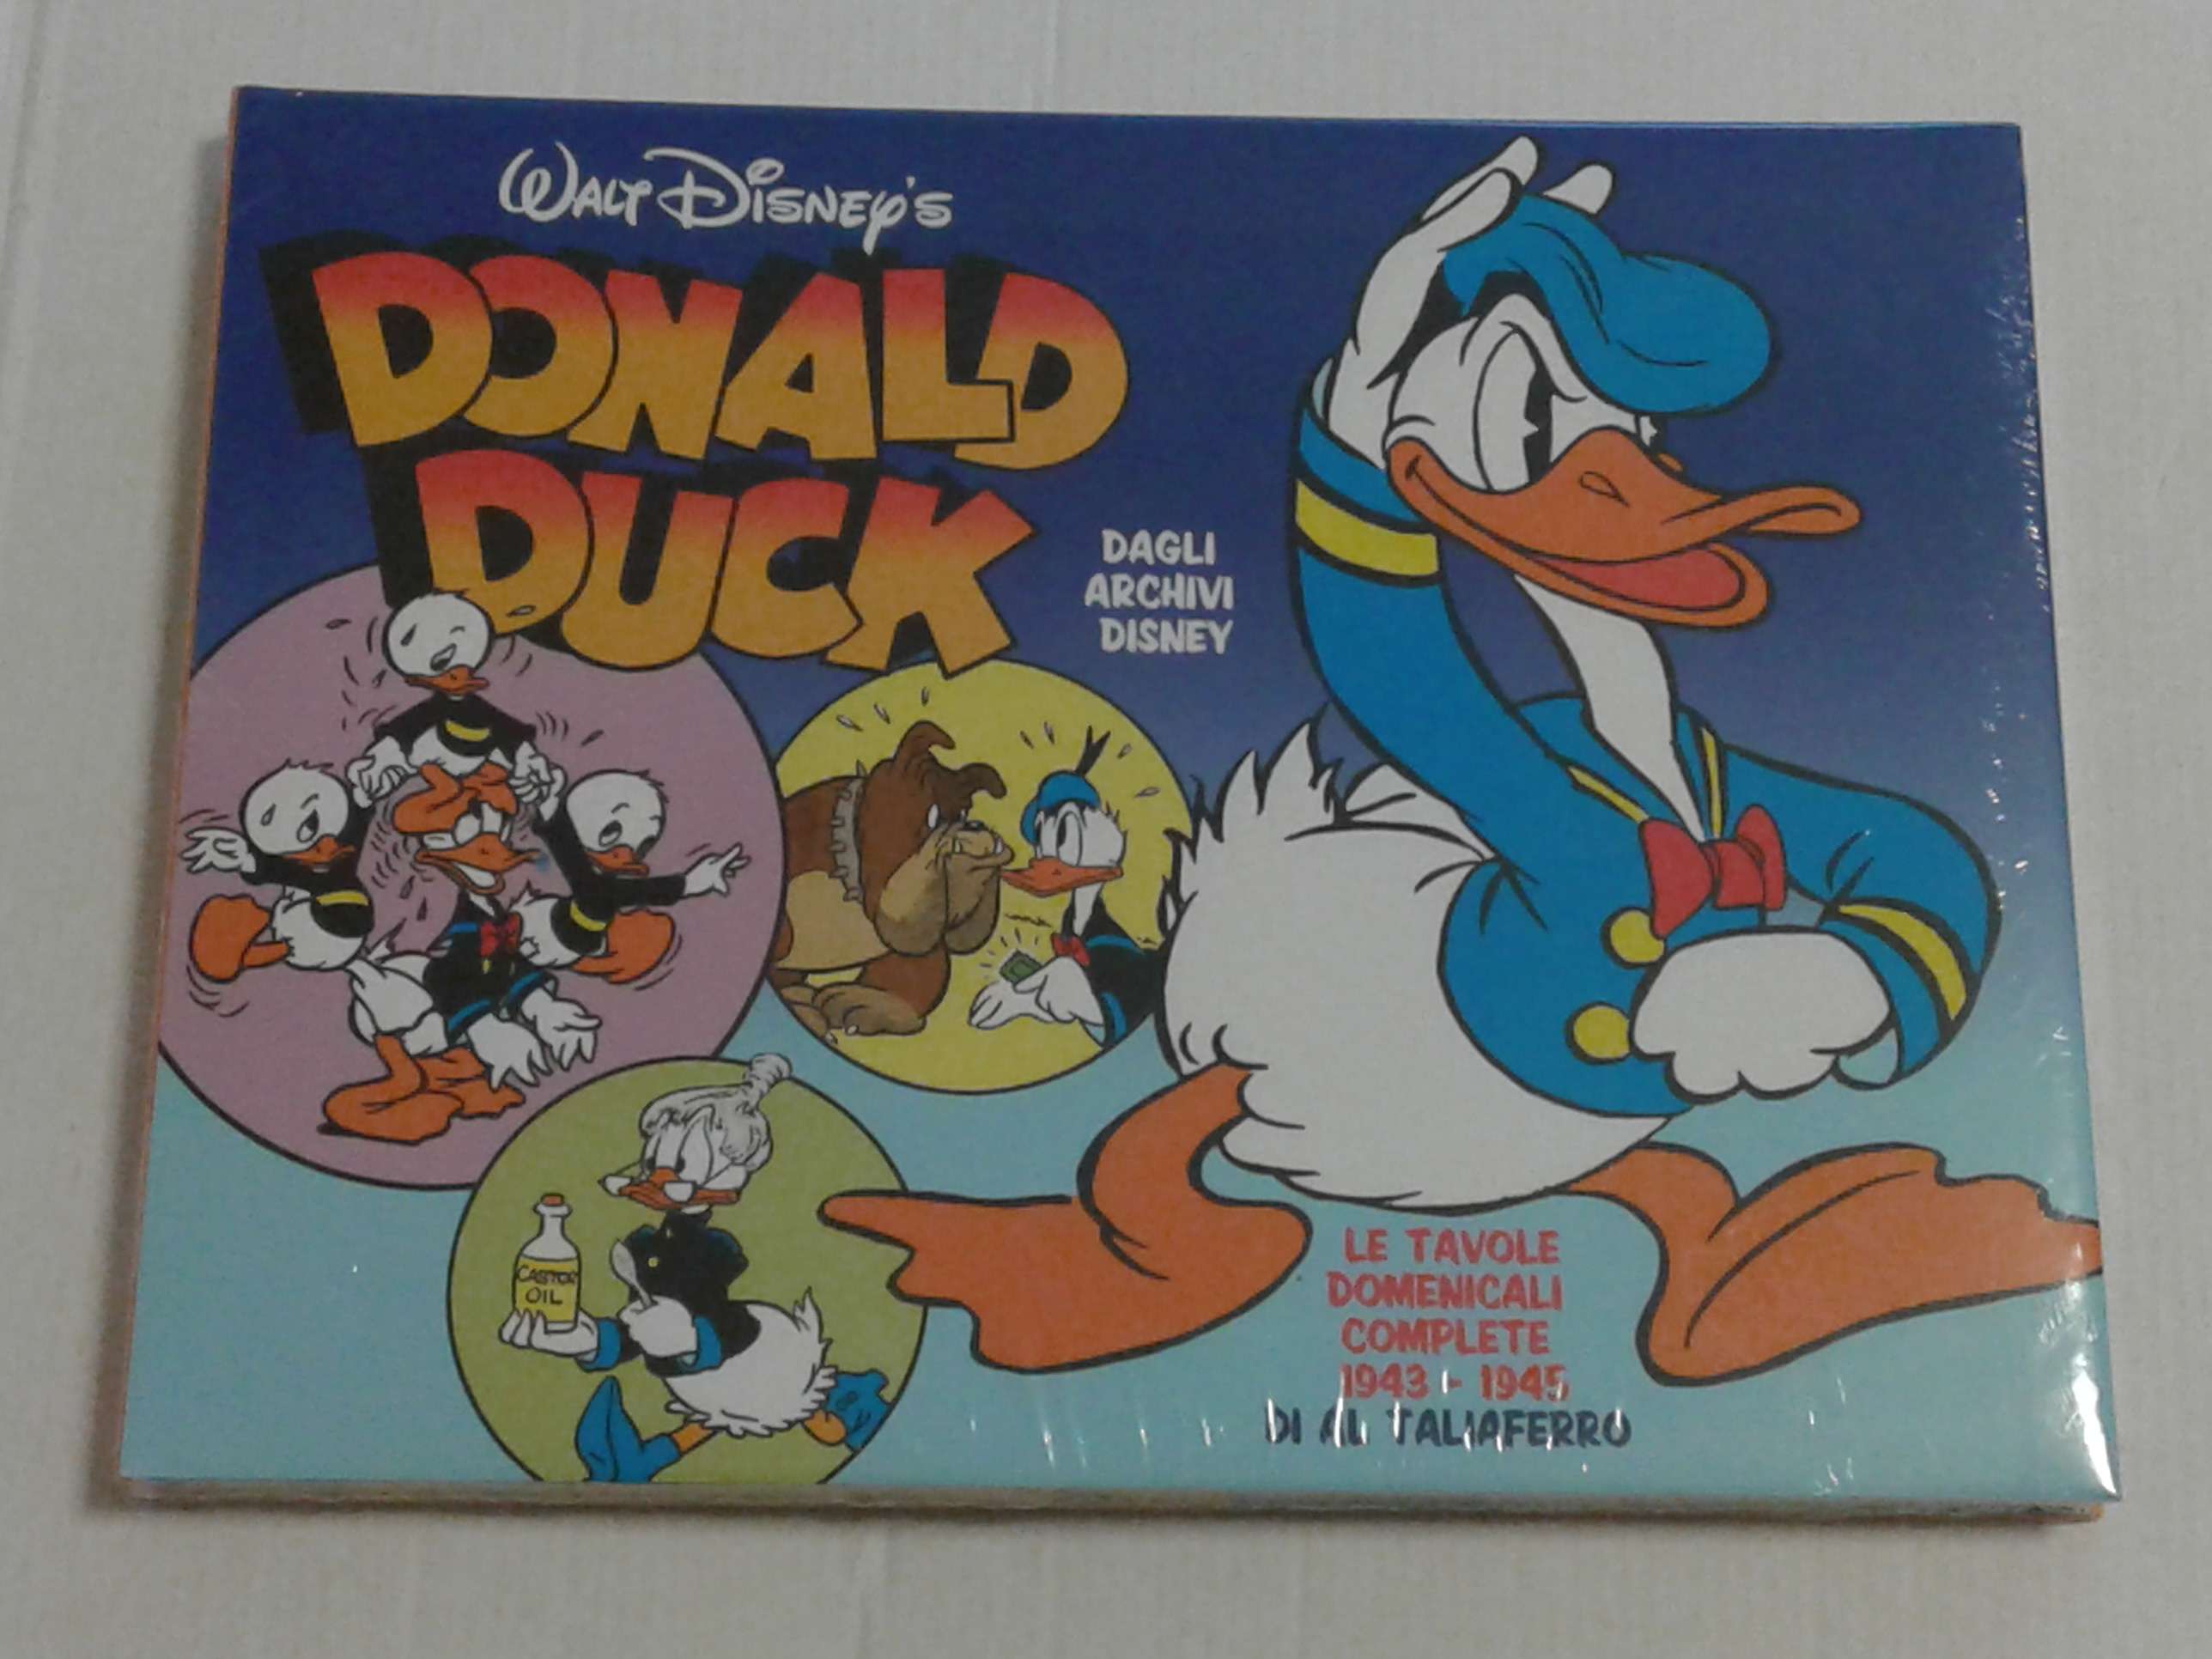 WALT DISNEY'S
DONALD
DUCK
DAGLI
ARCHIVI
DISNEY
CASTOR
OIL
LE TAVOLE
DOMENICALI
COMPLETE
1943 - 1945
DI AL TALIAFERRO